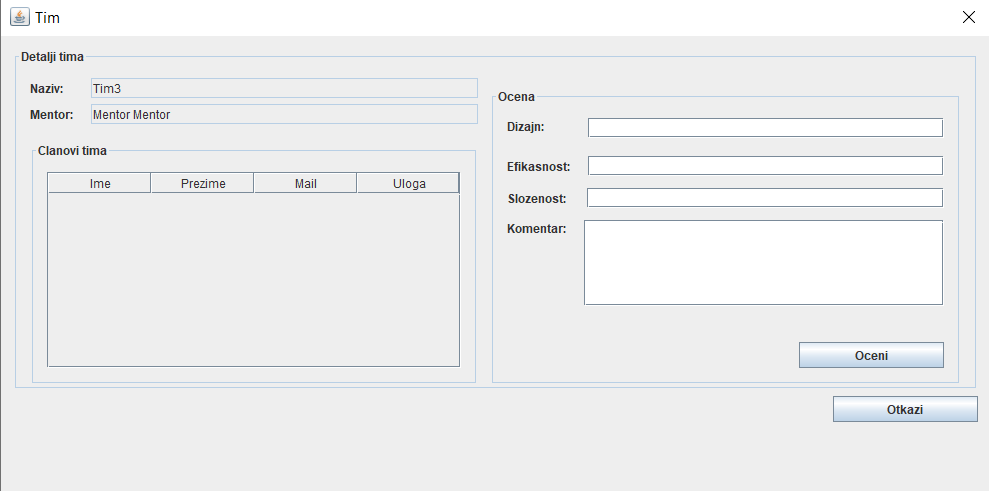 Tim
Detalji tima
Naziv: Tim3
Mentor: Mentor Mentor
Clanovi tima
Ime Prezime Mail Uloga
Ocena
Dizajn:
Efikasnost:
Slozenost:
Komentar:
Oceni
Otkazi